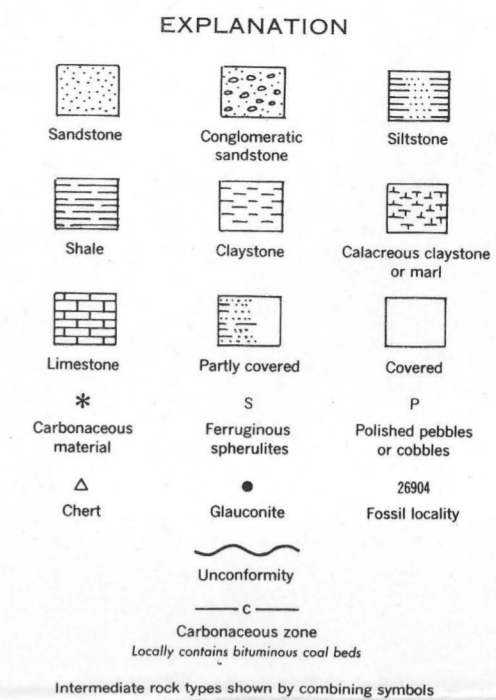 EXPLANATION
Sandstone
Conglomeratic
sandstone
Siltstone
Shale
Claystone
Calacreous claystone
or marl
Limestone
Partly covered
Covered
*
Carbonaceous
material
S
Ferruginous
spherulites
P
Polished pebbles
or cobbles
Chert
Glauconite
26904
Fossil locality
Unconformity
C
Carbonaceous zone
Locally contains bituminous coal beds
Intermediate rock types shown by combining symbols